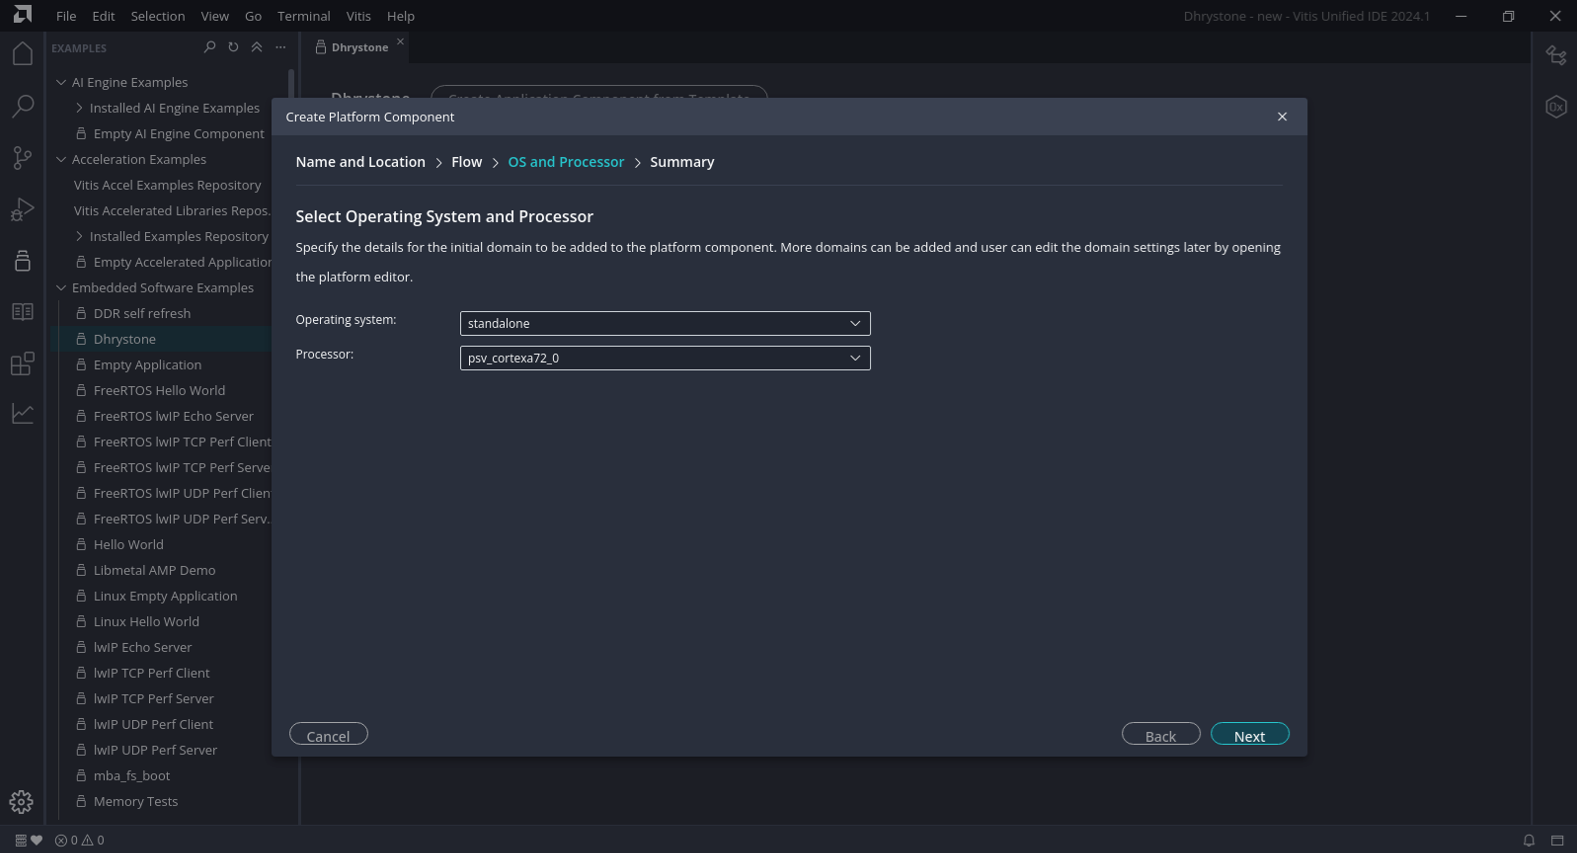 File Edit Selection View Go Terminal Vitis Help
Dhrystone - new - Vitis Unified IDE 2024.1
EXAMPLES
AI Engine Examples
Installed AI Engine Examples
Empty AI Engine Component
Acceleration Examples
Vitis Accel Examples Repository
Vitis Accelerated Libraries Repos...
Installed Examples Repository
Empty Accelerated Application
Embedded Software Examples
DDR self refresh
Dhrystone
Empty Application
FreeRTOS Hello World
FreeRTOS lwIP Echo Server
FreeRTOS lwIP TCP Perf Client
FreeRTOS lwIP TCP Perf Serve
FreeRTOS lwIP UDP Perf Clien
FreeRTOS lwIP UDP Perf Serv...
Hello World
Libmetal AMP Demo
Linux Empty Application
Linux Hello World
lwIP Echo Server
lwIP TCP Perf Client
lwIP TCP Perf Server
lwIP UDP Perf Client
lwIP UDP Perf Server
mba_fs_boot
Memory Tests
Dhrystone
Dhrystone Create Application Component from Template
Create Platform Component
Name and Location > Flow > OS and Processor > Summary
Select Operating System and Processor
Specify the details for the initial domain to be added to the platform component. More domains can be added and user can edit the domain settings later by opening
the platform editor.
Operating system: standalone
Processor: psv_cortexa72_0
Cancel Back Next
0 0
0x